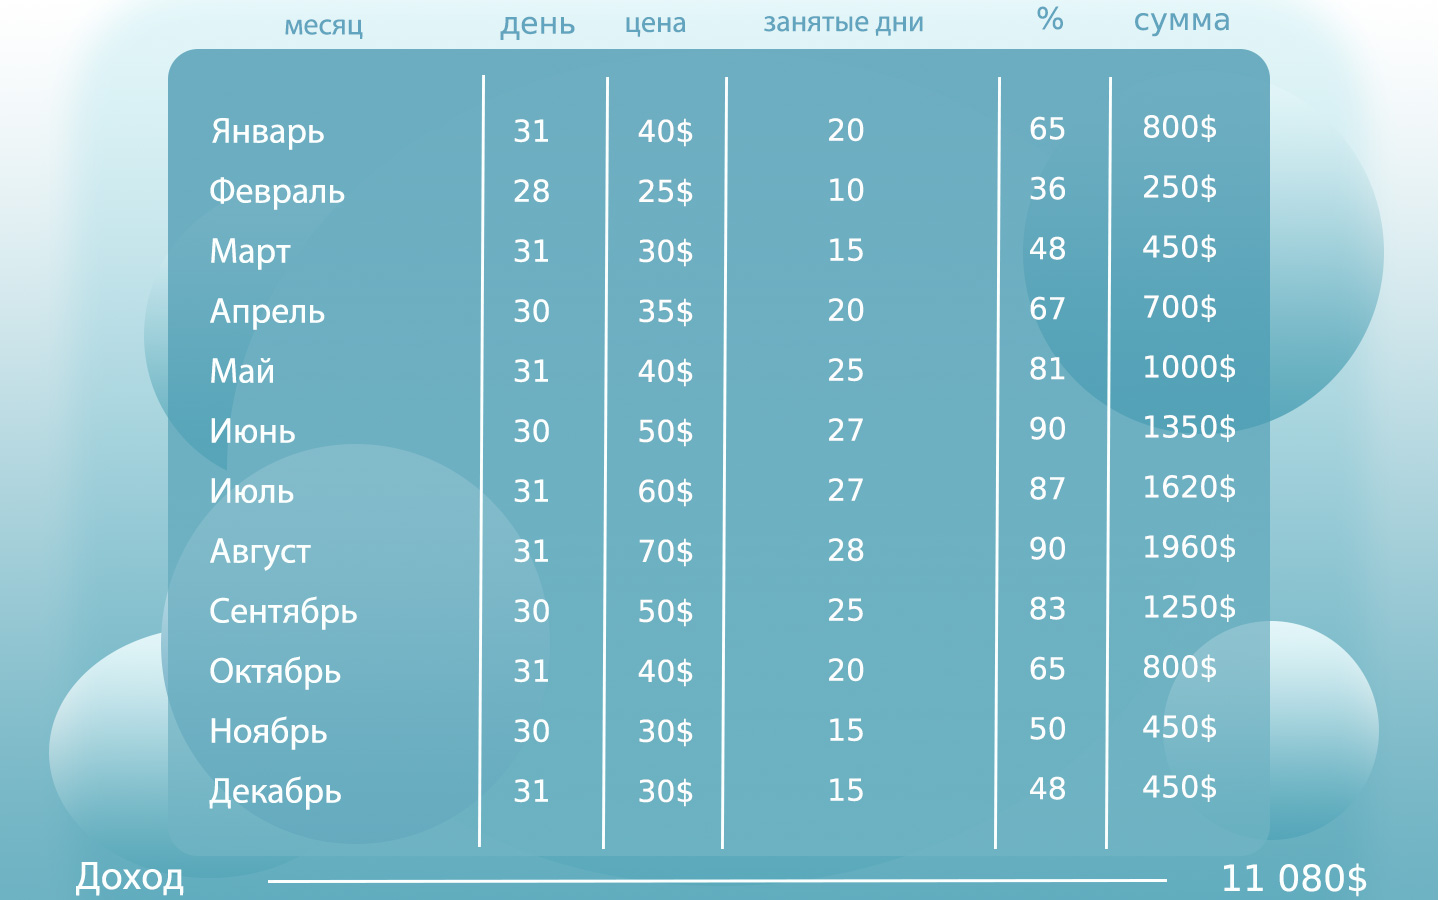 месяц день цена занятые дни % сумма
Январь 31 40$ 20 65 800$
Февраль 28 25$ 10 36 250$
Март 31 30$ 15 48 450$
Апрель 30 35$ 20 67 700$
Май 31 40$ 25 81 1000$
Июнь 30 50$ 27 90 1350$
Июль 31 60$ 27 87 1620$
Август 31 70$ 28 90 1960$
Сентябрь 30 50$ 25 83 1250$
Октябрь 31 40$ 20 65 800$
Ноябрь 30 30$ 15 50 450$
Декабрь 31 30$ 15 48 450$
Доход 11 080$